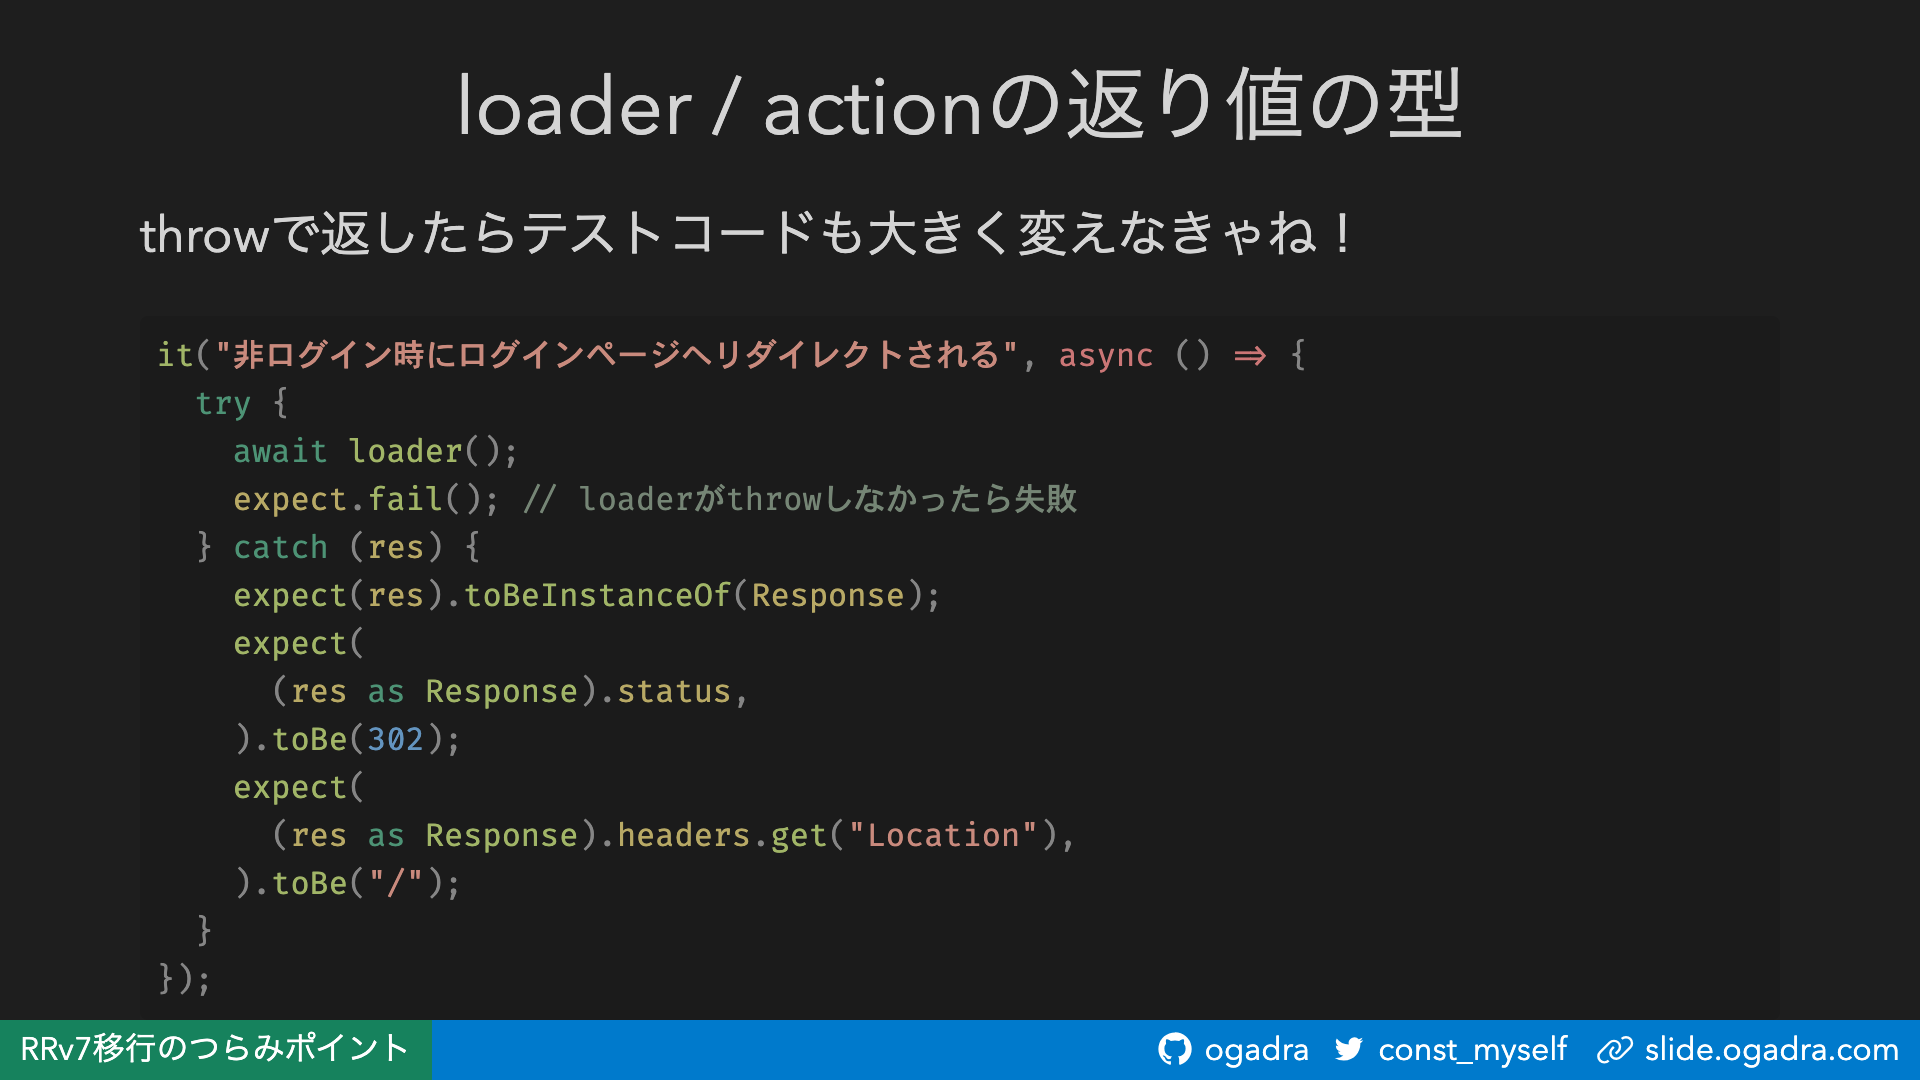 loader / actionの返り値の型
throwで返したらテストコードも大きく変えなきゃね！
it("非ログイン時にログインページへリダイレクトされる", async () => {
  try {
    await loader();
    expect.fail(); // loaderがthrowしなかったら失敗
  } catch (res) {
    expect(res).toBeInstanceOf(Response);
    expect(
      (res as Response).status,
    ).toBe(302);
    expect(
      (res as Response).headers.get("Location"),
    ).toBe("/");
  }
});
RRv7移行のつらみポイント
ogadra const_myself slide.ogadra.com